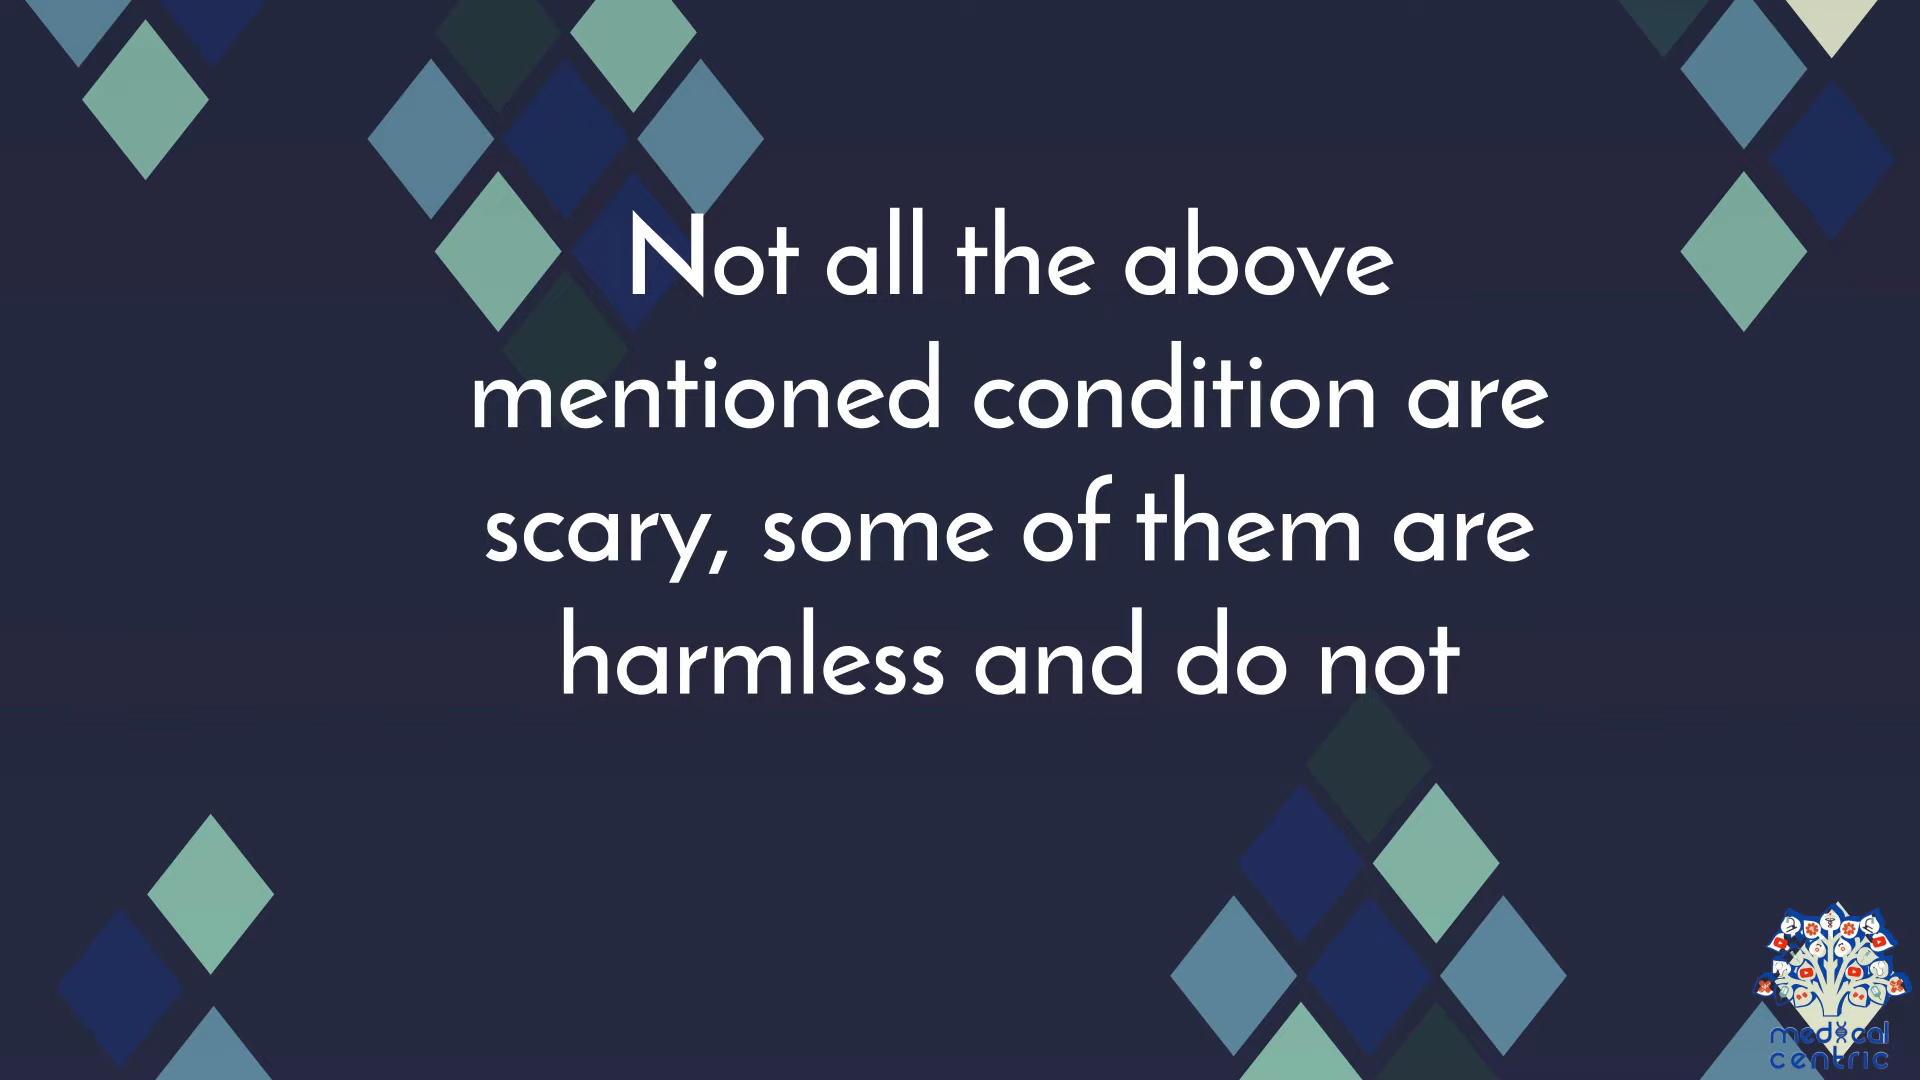 Not all the above
mentioned condition are
scary, some of them are
harmless and do not
medical
centric